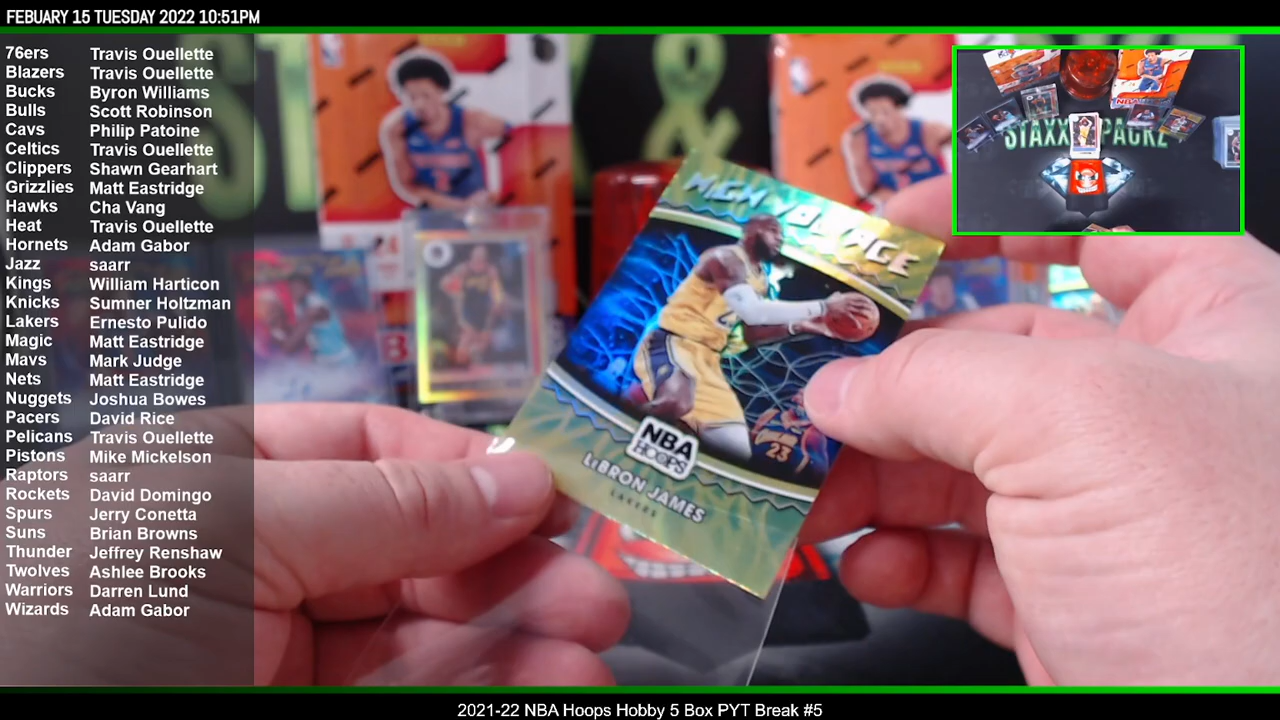 FEBUARY 15 TUESDAY 2022 10:51PM
76ers Travis Ouellette
Blazers Travis Ouellette
Bucks Byron Williams
Bulls Scott Robinson
Cavs Philip Patoine
Celtics Travis Ouellette
Clippers Shawn Gearhart
Grizzlies Matt Eastridge
Hawks Cha Vang
Heat Travis Ouellette
Hornets Adam Gabor
Jazz saarr
Kings William Harticon
Knicks Sumner Holtzman
Lakers Ernesto Pulido
Magic Matt Eastridge
Mavs Mark Judge
Nets Matt Eastridge
Nuggets Joshua Bowes
Pacers David Rice
Pelicans Travis Ouellette
Pistons Mike Mickelson
Raptors saarr
Rockets David Domingo
Spurs Jerry Conetta
Suns Brian Browns
Thunder Jeffrey Renshaw
Twolves Ashlee Brooks
Warriors Darren Lund
Wizards Adam Gabor
HIGH VOLTAGE
23
NBA
HOOPS
LeBRON JAMES
LAKERS
2021-22 NBA Hoops Hobby 5 Box PYT Break #5